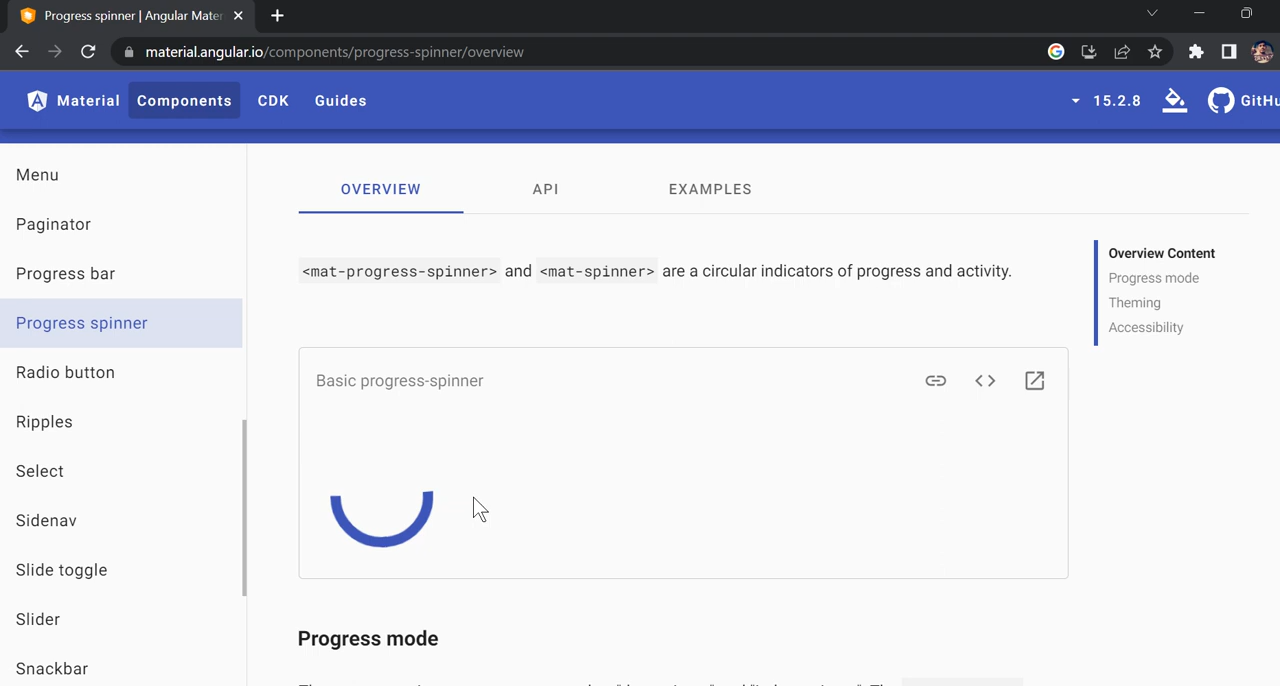 Progress spinner | Angular Mater
material.angular.io/components/progress-spinner/overview
Material Components CDK Guides 15.2.8 GitHu
Menu
Paginator
Progress bar
Progress spinner
Radio button
Ripples
Select
Sidenav
Slide toggle
Slider
Snackbar
OVERVIEW API EXAMPLES
<mat-progress-spinner> and <mat-spinner> are a circular indicators of progress and activity.
Basic progress-spinner
Progress mode
Overview Content
Progress mode
Theming
Accessibility